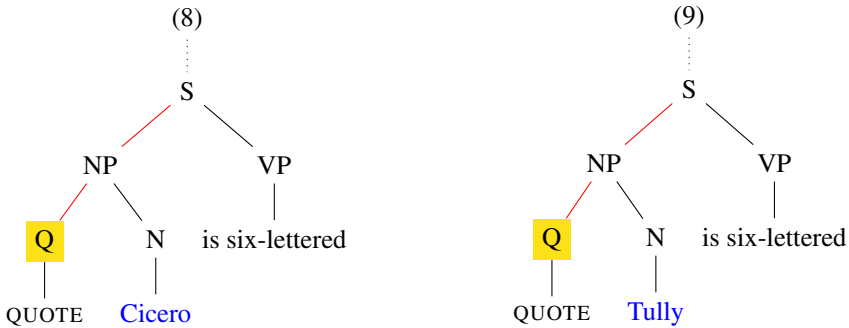 (8) (9)
S S
NP VP NP VP
Q N is six-lettered Q N is six-lettered
QUOTE Cicero QUOTE Tully